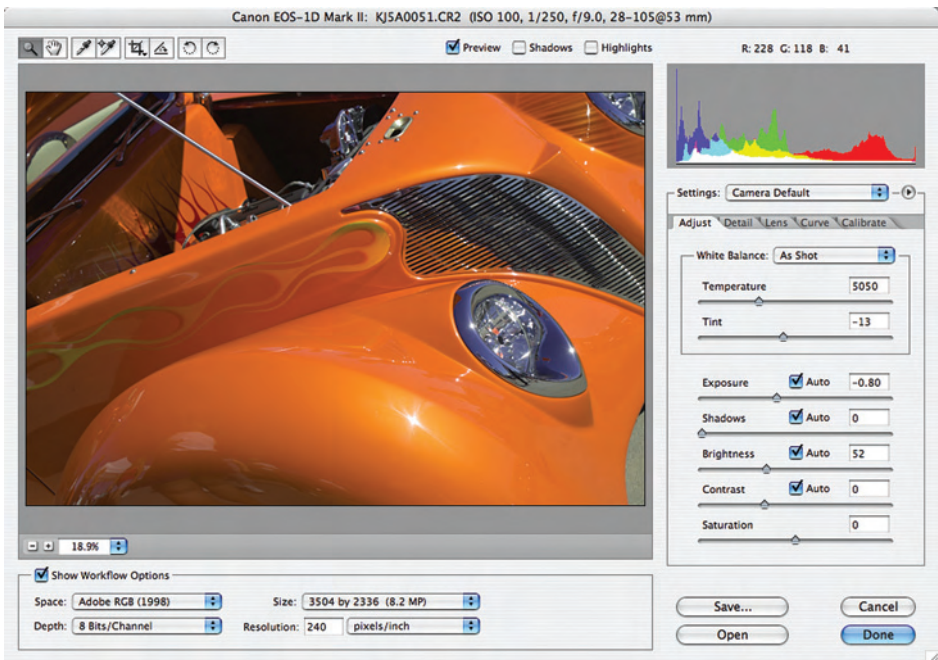 Canon EOS-1D Mark II: KJ5A0051.CR2 (ISO 100, 1/250, f/9.0, 28-105@53 mm)
Preview Shadows Highlights
R: 228 G: 118 B: 41
Settings: Camera Default
Adjust Detail Lens Curve Calibrate
White Balance: As Shot
Temperature 5050
Tint -13
Exposure Auto -0.80
Shadows Auto 0
Brightness Auto 52
Contrast Auto 0
Saturation 0
18.9%
Show Workflow Options
Space: Adobe RGB (1998) Size: 3504 by 2336 (8.2 MP)
Depth: 8 Bits/Channel Resolution: 240 pixels/inch
Save... Cancel
Open Done